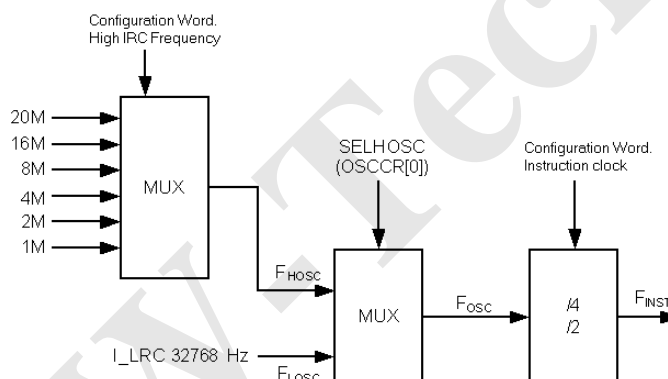 Configuration Word.
High IRC Frequency
20M
16M
8M
4M
2M
1M
MUX
SELHOSC
(OSCCR[0])
Configuration Word.
Instruction clock
FHOSC
MUX
FOSC
/4
/2
FINST
I_LRC 32768 Hz
FLOSC